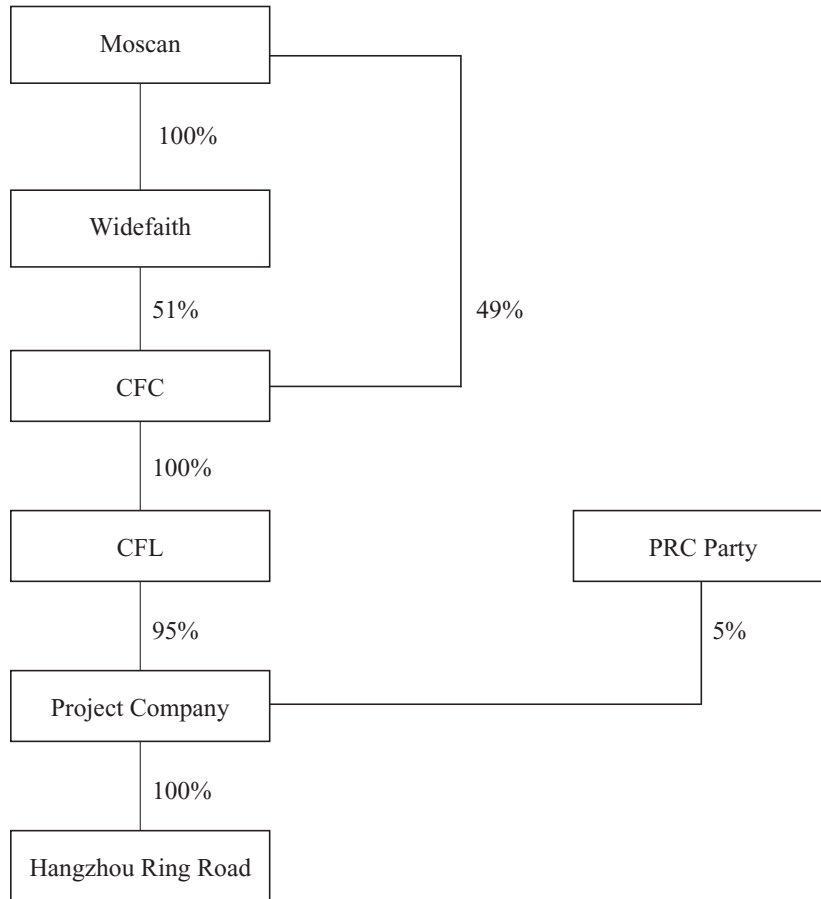 Moscan
100%
Widefaith
51%
49%
CFC
100%
CFL
PRC Party
95%
5%
Project Company
100%
Hangzhou Ring Road